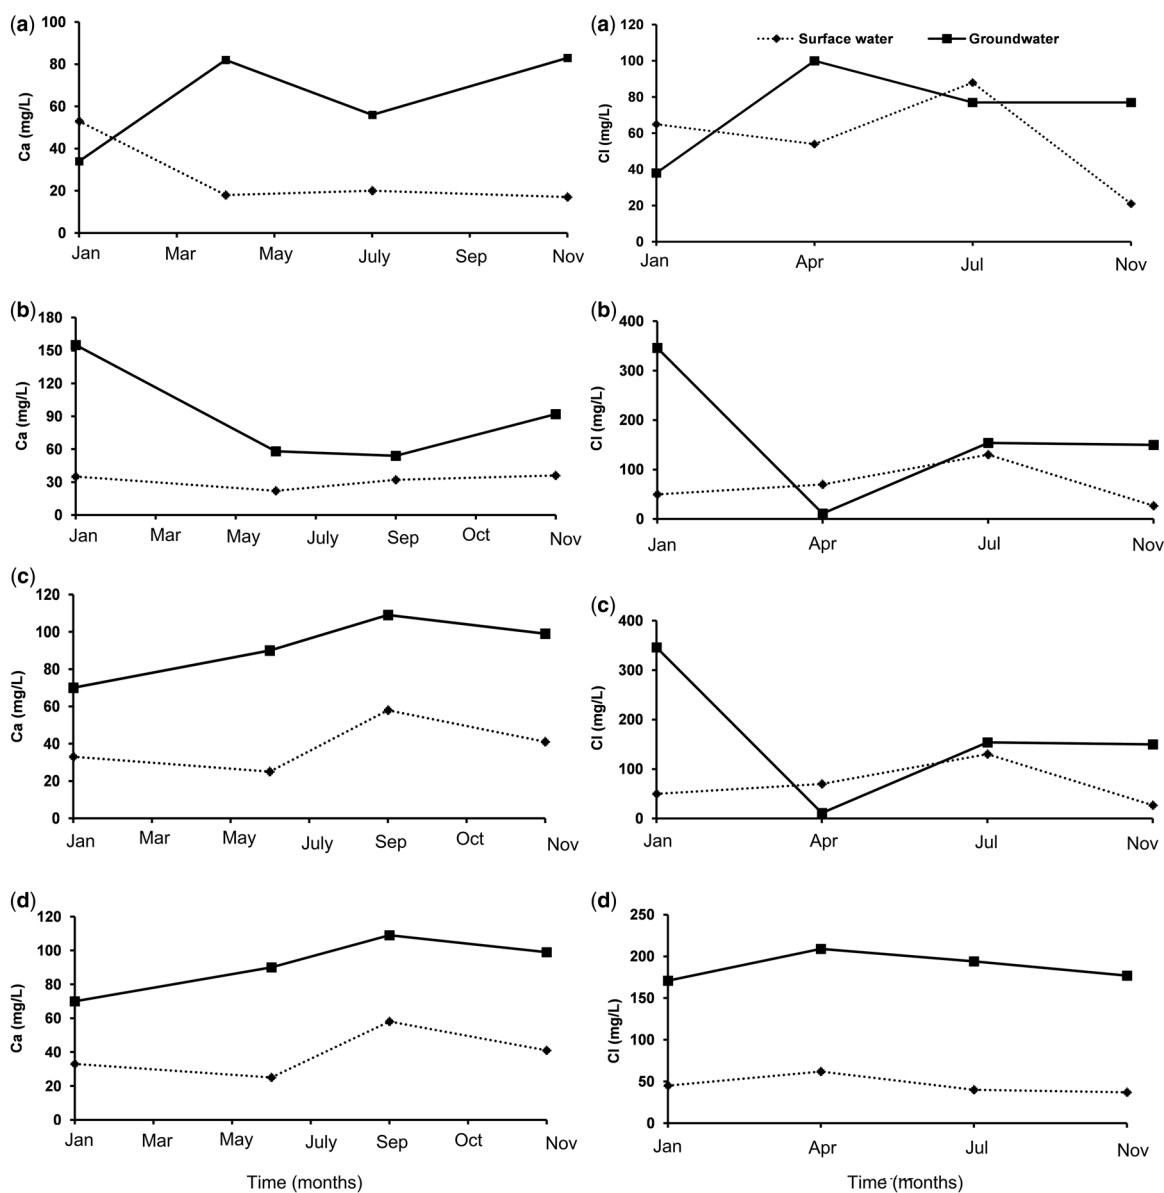 (a)
100
80
60
40
20
0
Ca (mg/L)
Jan Mar May July Sep Nov
(a)
Surface water Groundwater
120
100
80
60
40
20
0
Cl (mg/L)
Jan Apr Jul Nov
(b)
180
150
120
90
60
30
0
Ca (mg/L)
Jan Mar May July Sep Oct Nov
(b)
400
300
200
100
0
Cl (mg/L)
Jan Apr Jul Nov
(c)
120
100
80
60
40
20
0
Ca (mg/L)
Jan Mar May July Sep Oct Nov
(c)
400
300
200
100
0
Cl (mg/L)
Jan Apr Jul Nov
(d)
120
100
80
60
40
20
0
Ca (mg/L)
Jan Mar May July Sep Oct Nov
Time (months)
(d)
250
200
150
100
50
0
Cl (mg/L)
Jan Apr Jul Nov
Time (months)